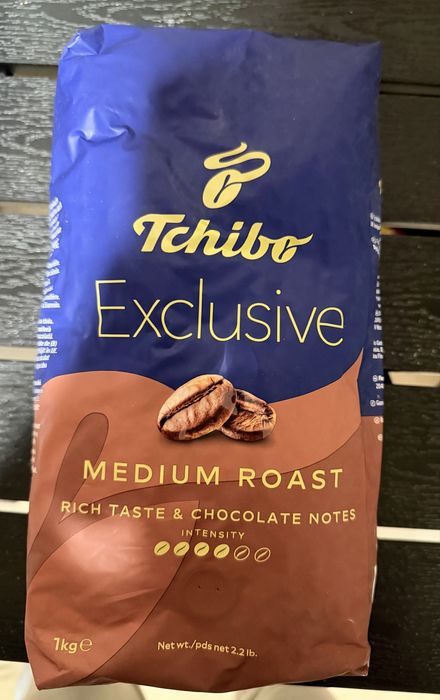 Tchibo
Exclusive
MEDIUM ROAST
RICH TASTE & CHOCOLATE NOTES
INTENSITY
1kg℮
Net wt./pds net 2.2 lb.